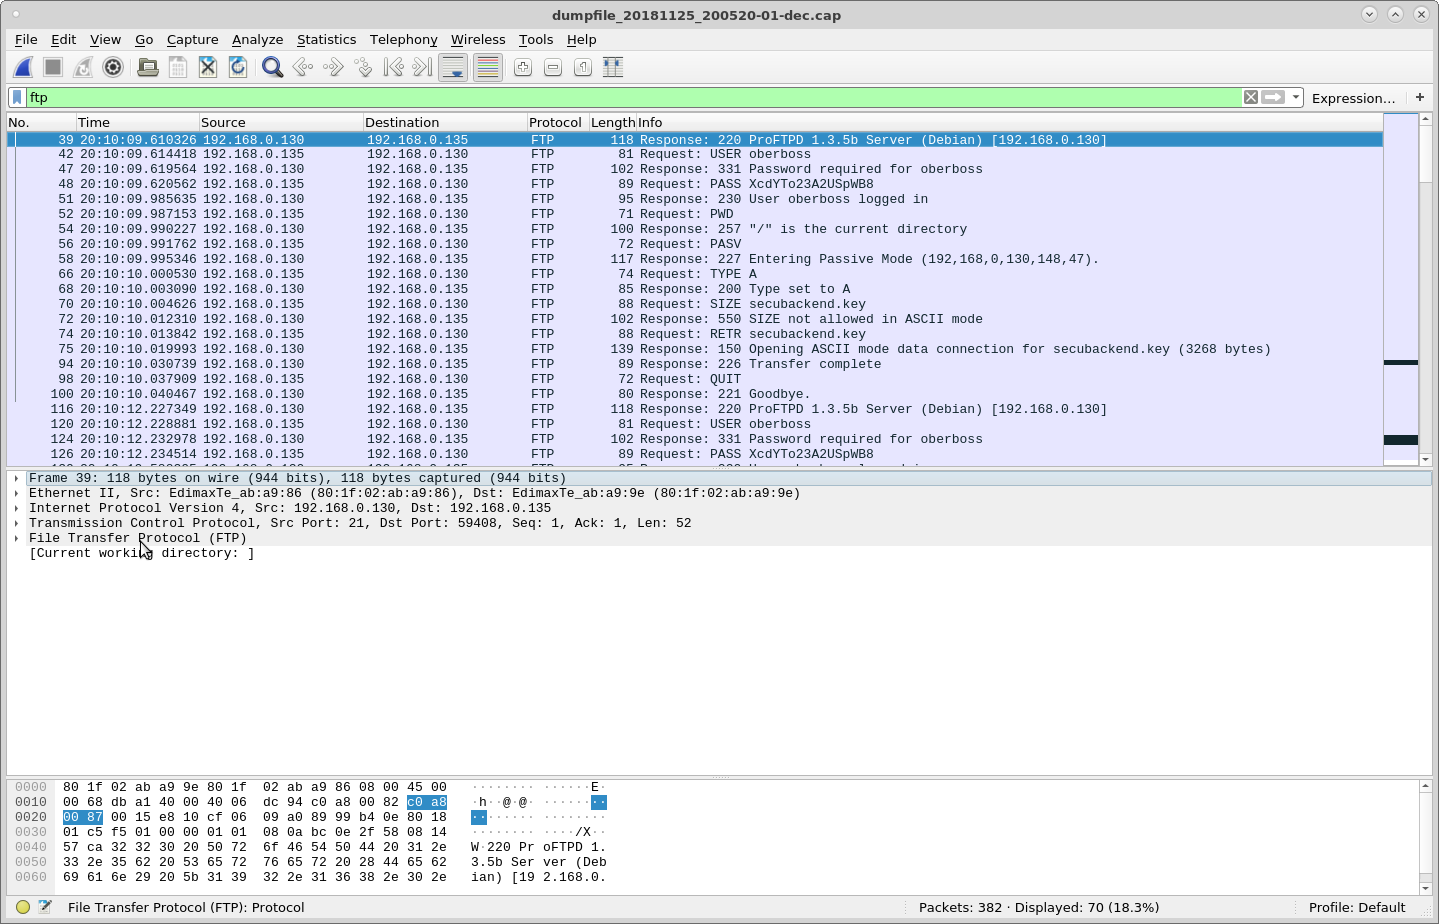 dumpfile_20181125_200520-01-dec.cap
File Edit View Go Capture Analyze Statistics Telephony Wireless Tools Help
ftp Expression… +
No. Time Source Destination Protocol Length Info
39 20:10:09.610326 192.168.0.130 192.168.0.135 FTP 118 Response: 220 ProFTPD 1.3.5b Server (Debian) [192.168.0.130]
42 20:10:09.614418 192.168.0.135 192.168.0.130 FTP 81 Request: USER oberboss
47 20:10:09.619564 192.168.0.130 192.168.0.135 FTP 102 Response: 331 Password required for oberboss
48 20:10:09.620562 192.168.0.135 192.168.0.130 FTP 89 Request: PASS XcdYTo23A2USpWB8
51 20:10:09.985635 192.168.0.130 192.168.0.135 FTP 95 Response: 230 User oberboss logged in
52 20:10:09.987153 192.168.0.135 192.168.0.130 FTP 71 Request: PWD
54 20:10:09.990227 192.168.0.130 192.168.0.135 FTP 100 Response: 257 "/" is the current directory
56 20:10:09.991762 192.168.0.135 192.168.0.130 FTP 72 Request: PASV
58 20:10:09.995346 192.168.0.130 192.168.0.135 FTP 117 Response: 227 Entering Passive Mode (192,168,0,130,148,47).
66 20:10:10.000530 192.168.0.135 192.168.0.130 FTP 74 Request: TYPE A
68 20:10:10.003090 192.168.0.130 192.168.0.135 FTP 85 Response: 200 Type set to A
70 20:10:10.004626 192.168.0.135 192.168.0.130 FTP 88 Request: SIZE secubackend.key
72 20:10:10.012310 192.168.0.130 192.168.0.135 FTP 102 Response: 550 SIZE not allowed in ASCII mode
74 20:10:10.013842 192.168.0.135 192.168.0.130 FTP 88 Request: RETR secubackend.key
75 20:10:10.019993 192.168.0.130 192.168.0.135 FTP 139 Response: 150 Opening ASCII mode data connection for secubackend.key (3268 bytes)
94 20:10:10.030739 192.168.0.130 192.168.0.135 FTP 89 Response: 226 Transfer complete
98 20:10:10.037909 192.168.0.135 192.168.0.130 FTP 72 Request: QUIT
100 20:10:10.040467 192.168.0.130 192.168.0.135 FTP 80 Response: 221 Goodbye.
116 20:10:12.227349 192.168.0.130 192.168.0.135 FTP 118 Response: 220 ProFTPD 1.3.5b Server (Debian) [192.168.0.130]
120 20:10:12.228881 192.168.0.135 192.168.0.130 FTP 81 Request: USER oberboss
124 20:10:12.232978 192.168.0.130 192.168.0.135 FTP 102 Response: 331 Password required for oberboss
126 20:10:12.234514 192.168.0.135 192.168.0.130 FTP 89 Request: PASS XcdYTo23A2USpWB8
Frame 39: 118 bytes on wire (944 bits), 118 bytes captured (944 bits)
Ethernet II, Src: EdimaxTe_ab:a9:86 (80:1f:02:ab:a9:86), Dst: EdimaxTe_ab:a9:9e (80:1f:02:ab:a9:9e)
Internet Protocol Version 4, Src: 192.168.0.130, Dst: 192.168.0.135
Transmission Control Protocol, Src Port: 21, Dst Port: 59408, Seq: 1, Ack: 1, Len: 52
File Transfer Protocol (FTP)
[Current working directory: ]
0000 80 1f 02 ab a9 9e 80 1f 02 ab a9 86 08 00 45 00 ········ ······E·
0010 00 68 db a1 40 00 40 06 dc 94 c0 a8 00 82 c0 a8 ·h··@·@· ········
0020 00 87 00 15 e8 10 cf 06 09 a0 89 99 b4 0e 80 18 ········ ········
0030 01 c5 f5 01 00 00 01 01 08 0a bc 0e 2f 58 08 14 ········ ····/X··
0040 57 ca 32 32 30 20 50 72 6f 46 54 50 44 20 31 2e W·220 Pr oFTPD 1.
0050 33 2e 35 62 20 53 65 72 76 65 72 20 28 44 65 62 3.5b Ser ver (Deb
0060 69 61 6e 29 20 5b 31 39 32 2e 31 36 38 2e 30 2e ian) [19 2.168.0.
File Transfer Protocol (FTP): Protocol Packets: 382 · Displayed: 70 (18.3%) Profile: Default